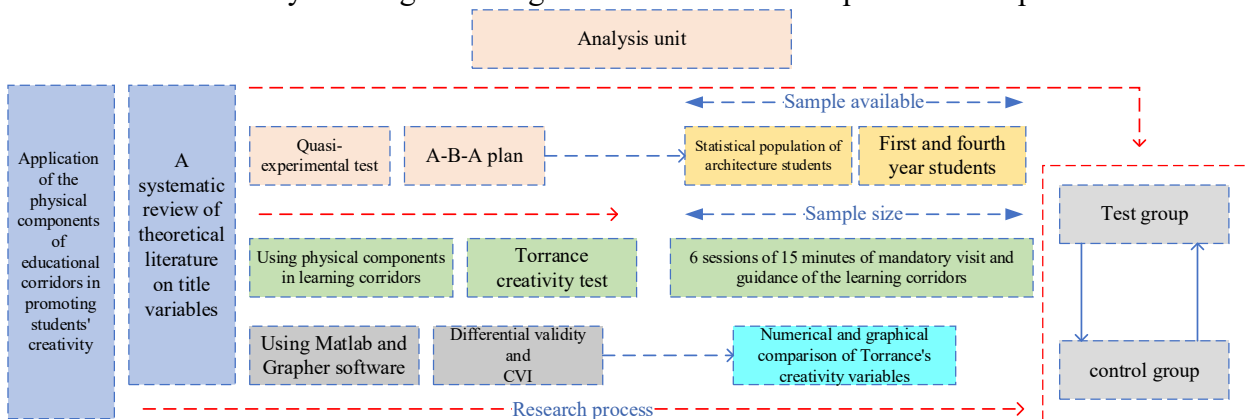 Analysis unit
Application
of the
physical
components
of
educational
corridors in
promoting
students'
creativity
A
systematic
review of
theoretical
literature
on title
variables
Sample available
Quasi-
experimental test
A-B-A plan
Statistical population of
architecture students
First and fourth
year students
Sample size
Using physical components
in learning corridors
Torrance
creativity test
6 sessions of 15 minutes of mandatory visit and
guidance of the learning corridors
Using Matlab and
Grapher software
Differential validity
and
CVI
Numerical and graphical
comparison of Torrance's
creativity variables
Test group
control group
Research process